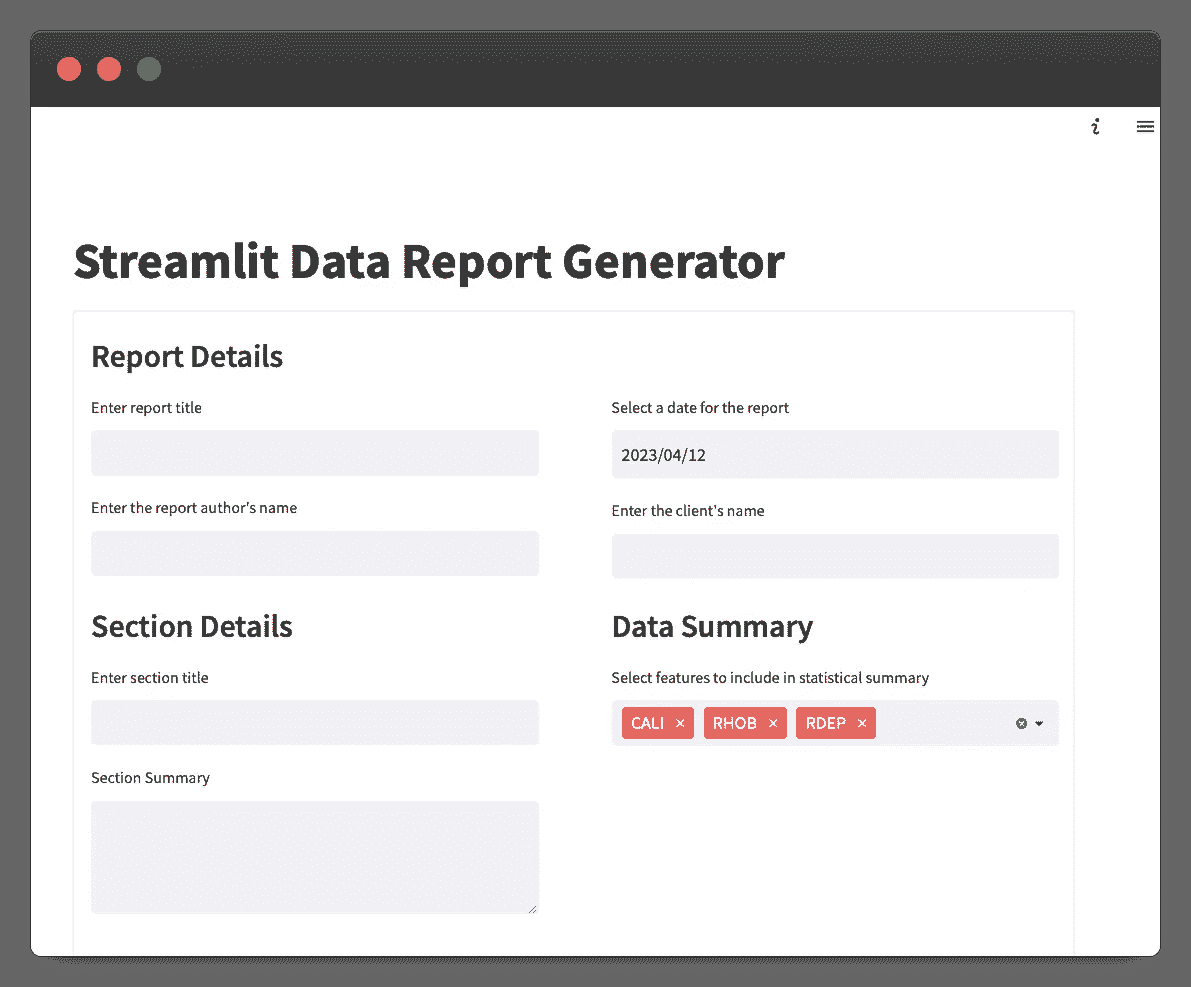 Streamlit Data Report Generator
Report Details
Enter report title
Select a date for the report
2023/04/12
Enter the report author's name
Enter the client's name
Section Details
Data Summary
Enter section title
Select features to include in statistical summary
CALI RHOB RDEP
Section Summary